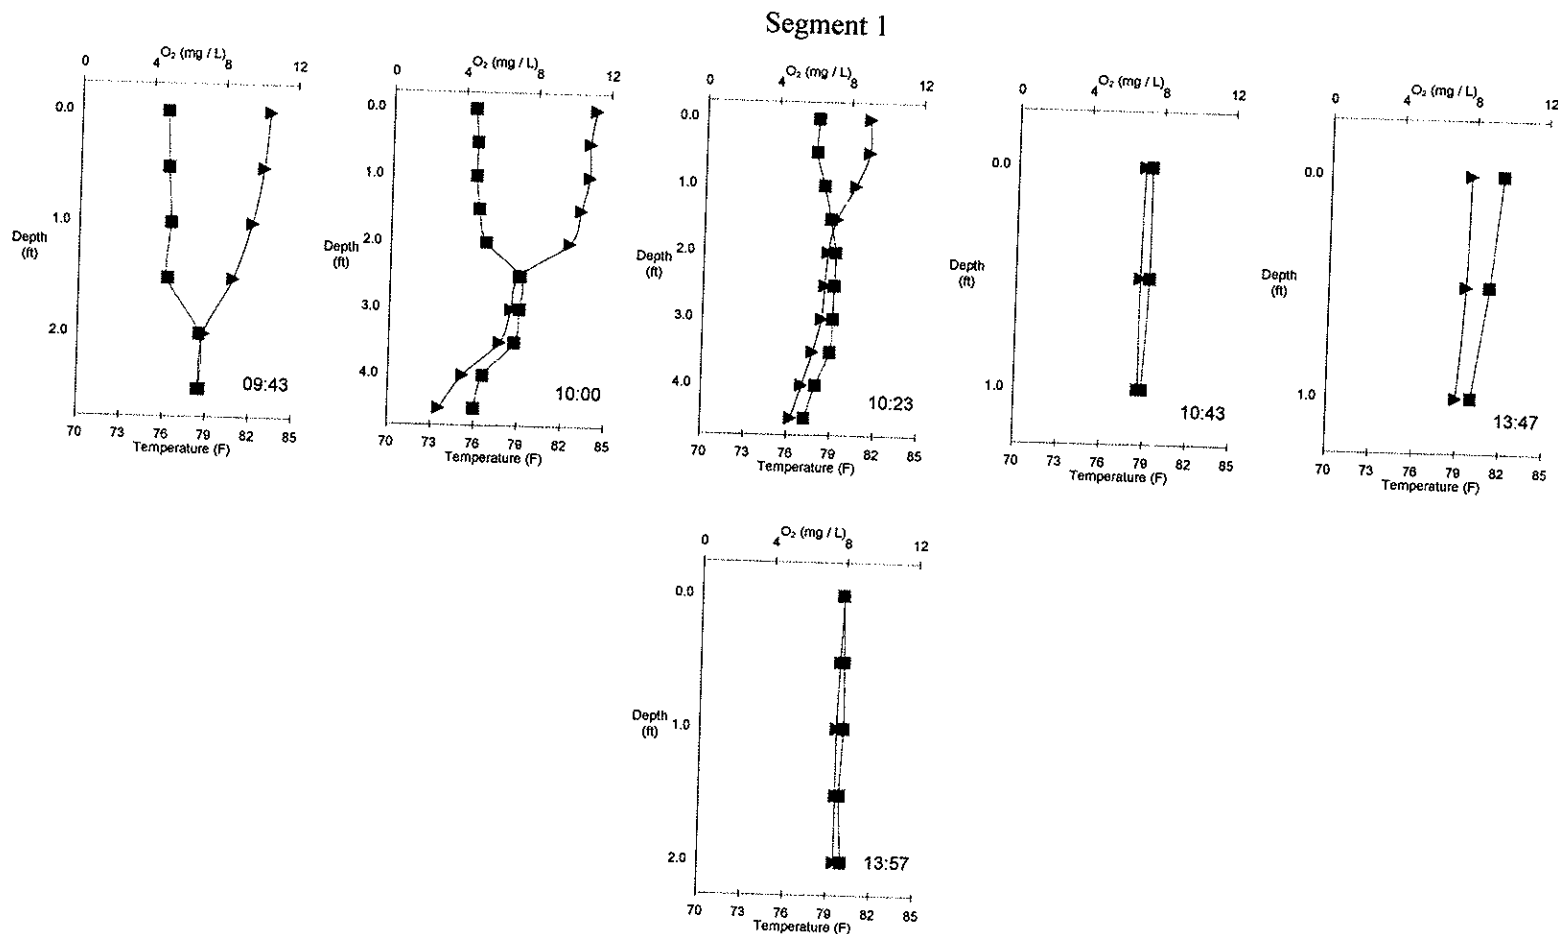 Segment 1
O₂ (mg / L)
0 4 8 12
0.0
1.0
Depth
(ft)
2.0
09:43
70 73 76 79 82 85
Temperature (F)
O₂ (mg / L)
0 4 8 12
0.0
1.0
2.0
Depth
(ft)
3.0
4.0
10:00
70 73 76 79 82 85
Temperature (F)
O₂ (mg / L)
0 4 8 12
0.0
1.0
2.0
Depth
(ft)
3.0
4.0
10:23
70 73 76 79 82 85
Temperature (F)
O₂ (mg / L)
0 4 8 12
0.0
Depth
(ft)
1.0
10:43
70 73 76 79 82 85
Temperature (F)
O₂ (mg / L)
0 4 8 12
0.0
Depth
(ft)
1.0
13:47
70 73 76 79 82 85
Temperature (F)
O₂ (mg / L)
0 4 8 12
0.0
Depth
(ft)
1.0
2.0
13:57
70 73 76 79 82 85
Temperature (F)